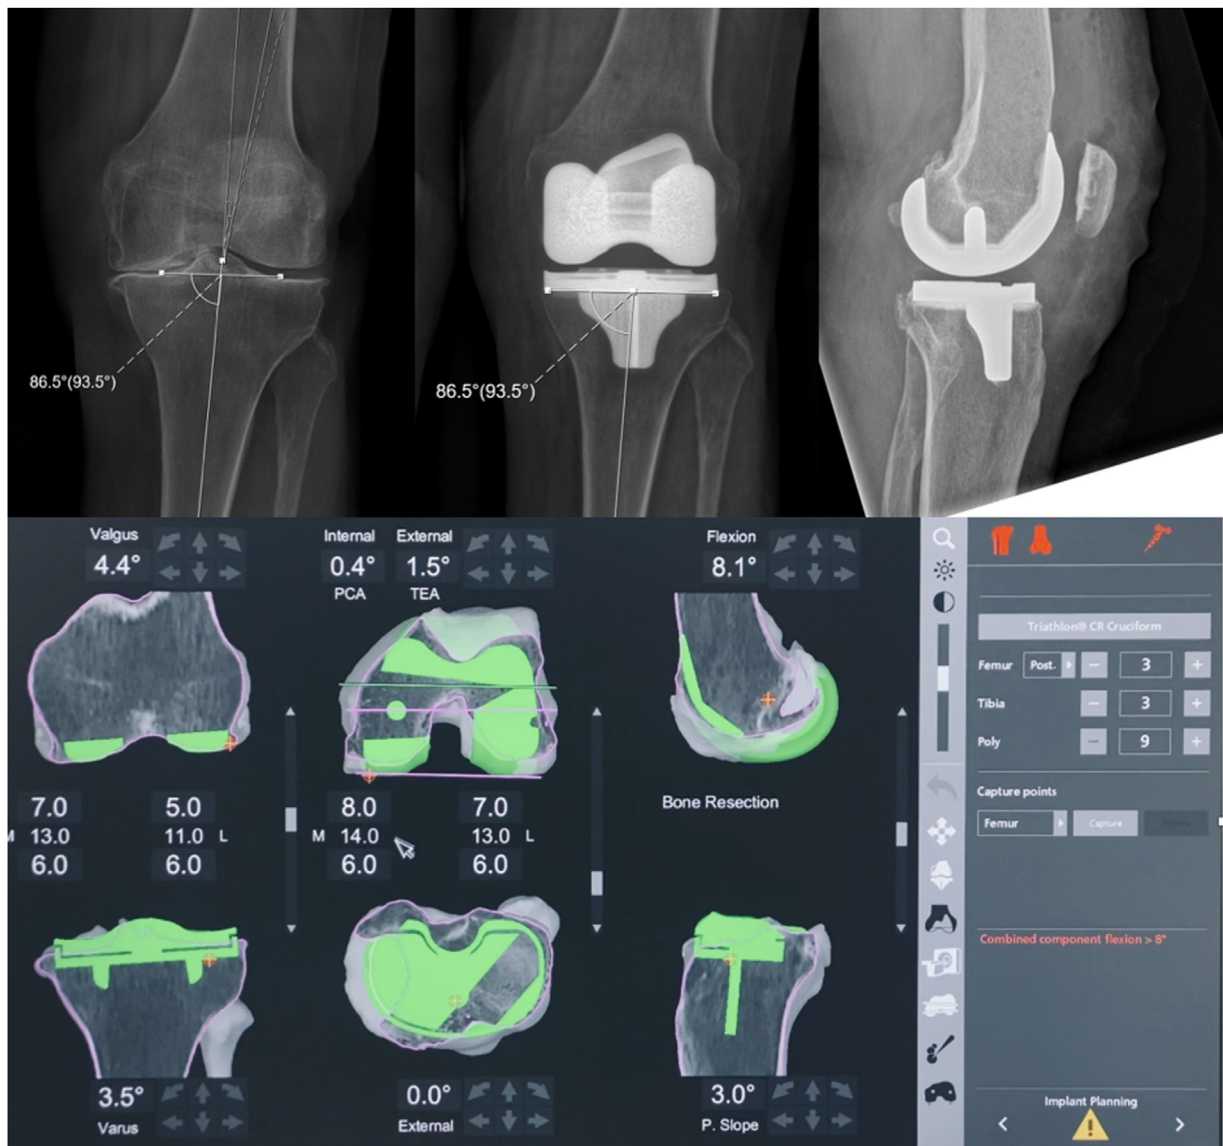 86.5°(93.5°)
86.5°(93.5°)
Valgus
4.4°
Internal External
0.4° 1.5°
PCA TEA
Flexion
8.1°
7.0 5.0
M 13.0 11.0 L
6.0 6.0
8.0 7.0
M 14.0 13.0 L
6.0 6.0
Bone Resection
3.5°
Varus
0.0°
External
3.0°
P. Slope
Triathlon® CR Cruciform
Femur Post. − 3 +
Tibia − 3 +
Poly − 9 +
Capture points
Femur Capture
Combined component flexion > 8°
Implant Planning
< ! >